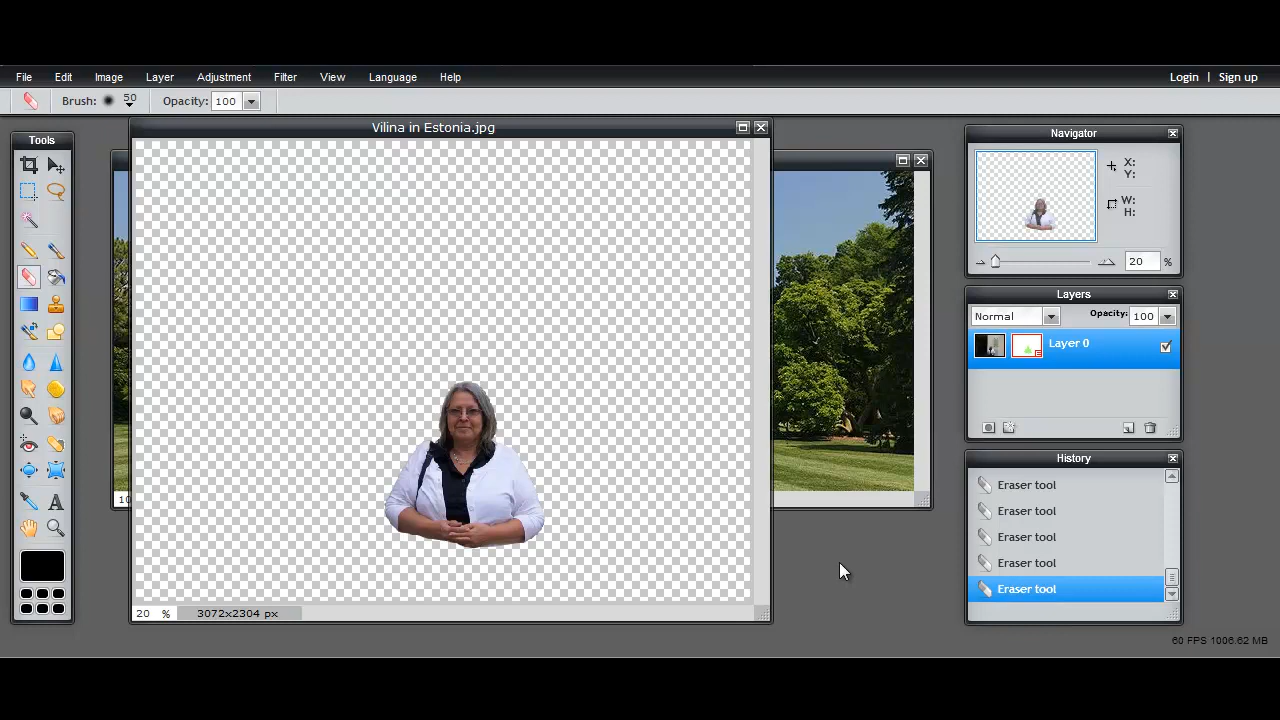 File Edit Image Layer Adjustment Filter View Language Help Login | Sign up
Brush: 50 Opacity: 100
Tools
Vilina in Estonia.jpg
20 % 3072x2304 px
10
Navigator
X:
Y:
W:
H:
20 %
Layers
Normal Opacity: 100
Layer 0
History
Eraser tool
Eraser tool
Eraser tool
Eraser tool
Eraser tool
60 FPS 1006.62 MB